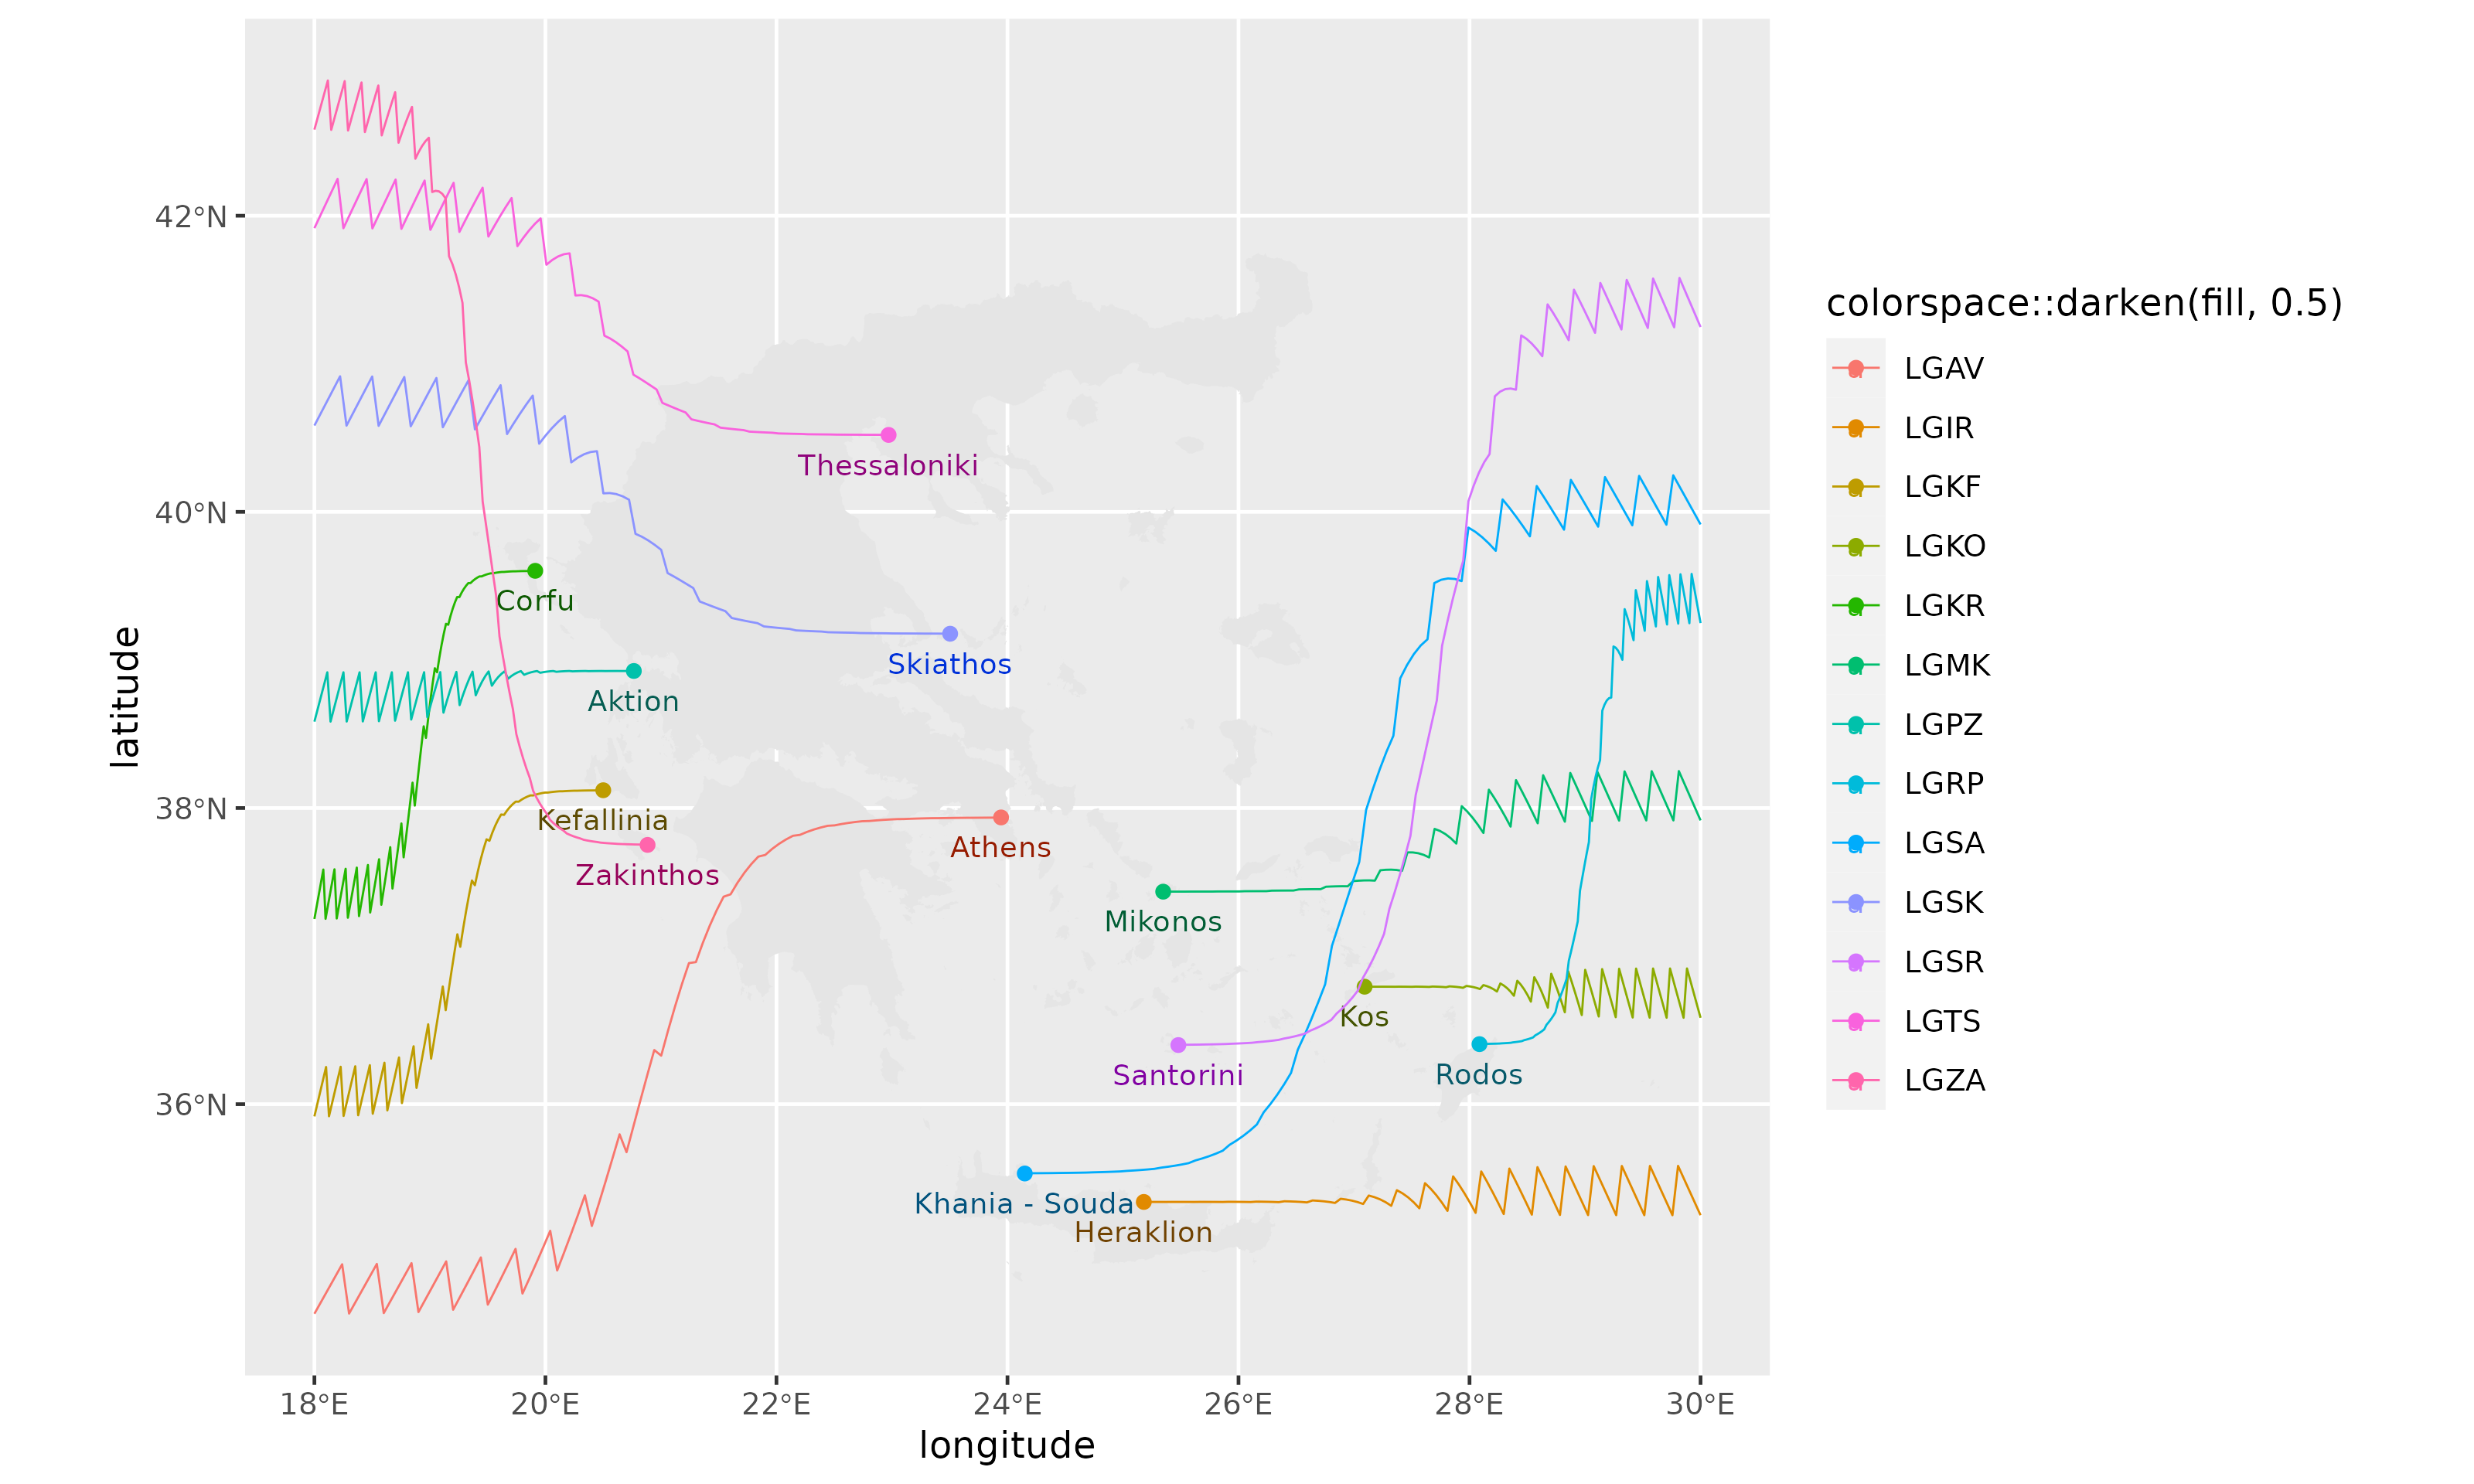 42°N
40°N
38°N
36°N
latitude
Thessaloniki
Corfu
Skiathos
Aktion
Kefallinia
Athens
Zakinthos
Mikonos
Kos
Santorini
Rodos
Khania - Souda
Heraklion
18°E 20°E 22°E 24°E 26°E 28°E 30°E
longitude
colorspace::darken(fill, 0.5)
LGAV
LGIR
LGKF
LGKO
LGKR
LGMK
LGPZ
LGRP
LGSA
LGSK
LGSR
LGTS
LGZA